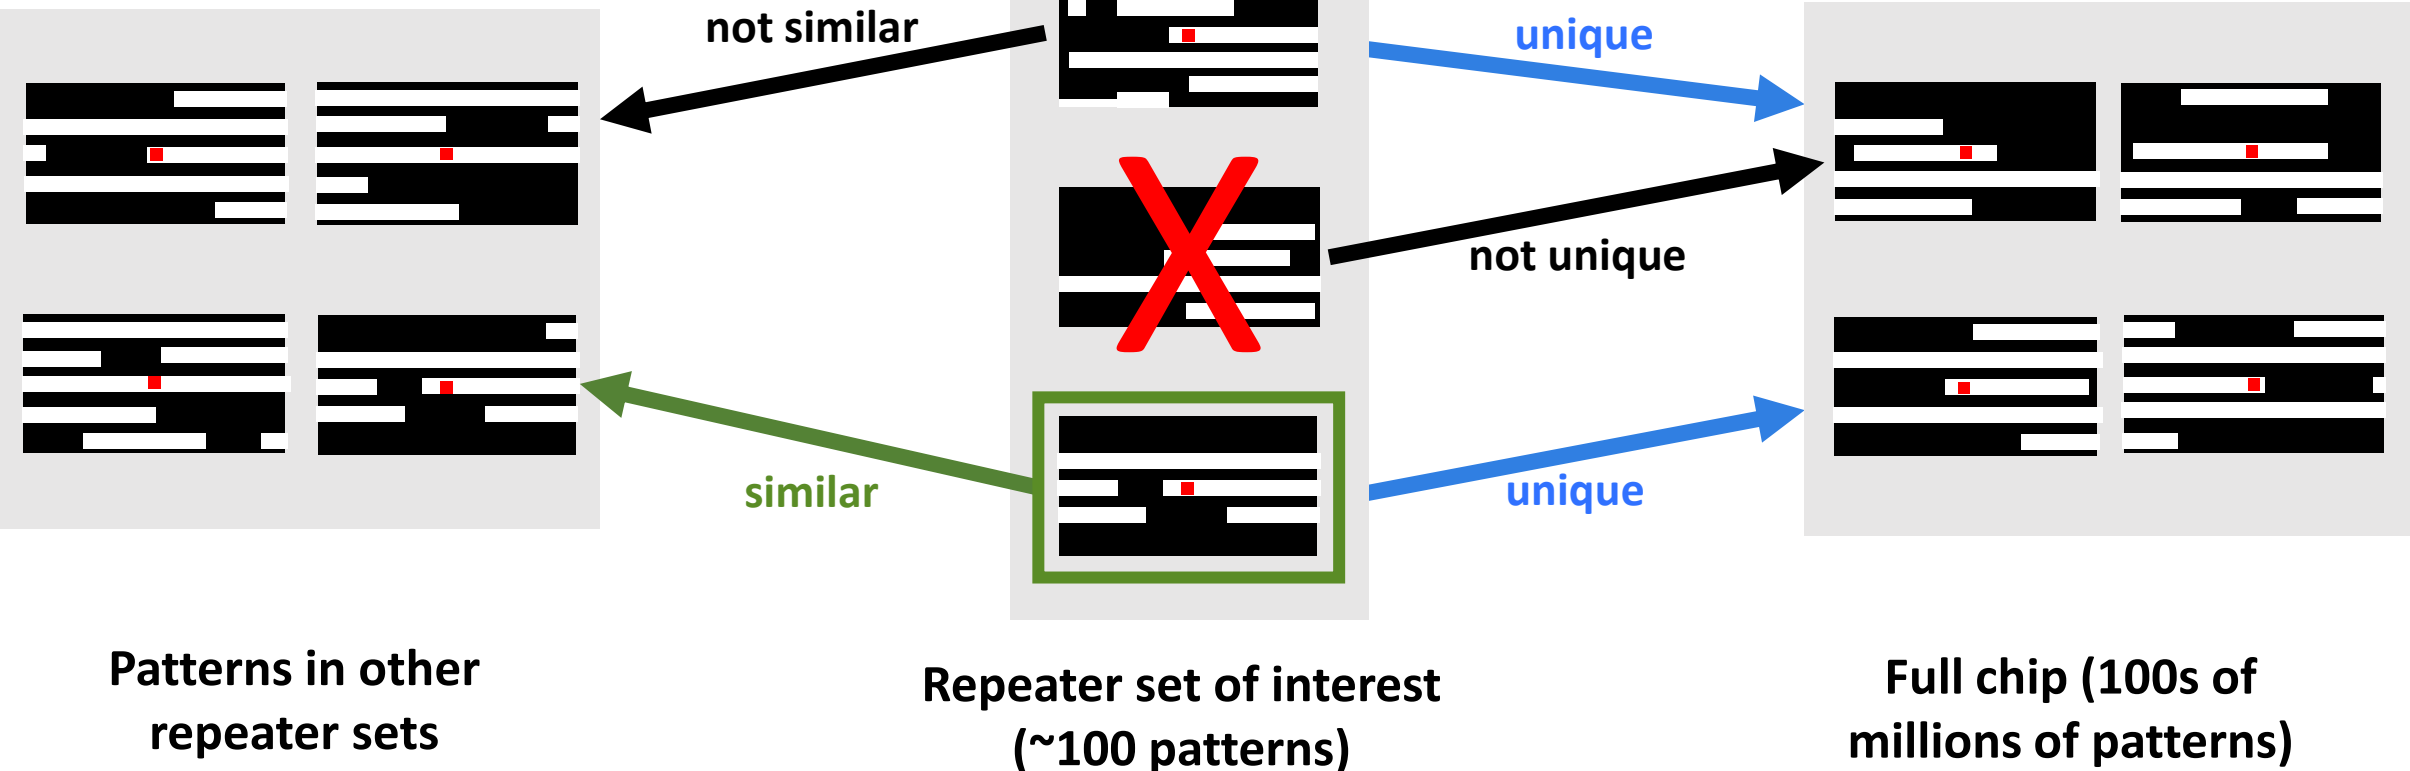 not similar
unique
not unique
similar
unique
Patterns in other
repeater sets
Repeater set of interest
(~100 patterns)
Full chip (100s of
millions of patterns)